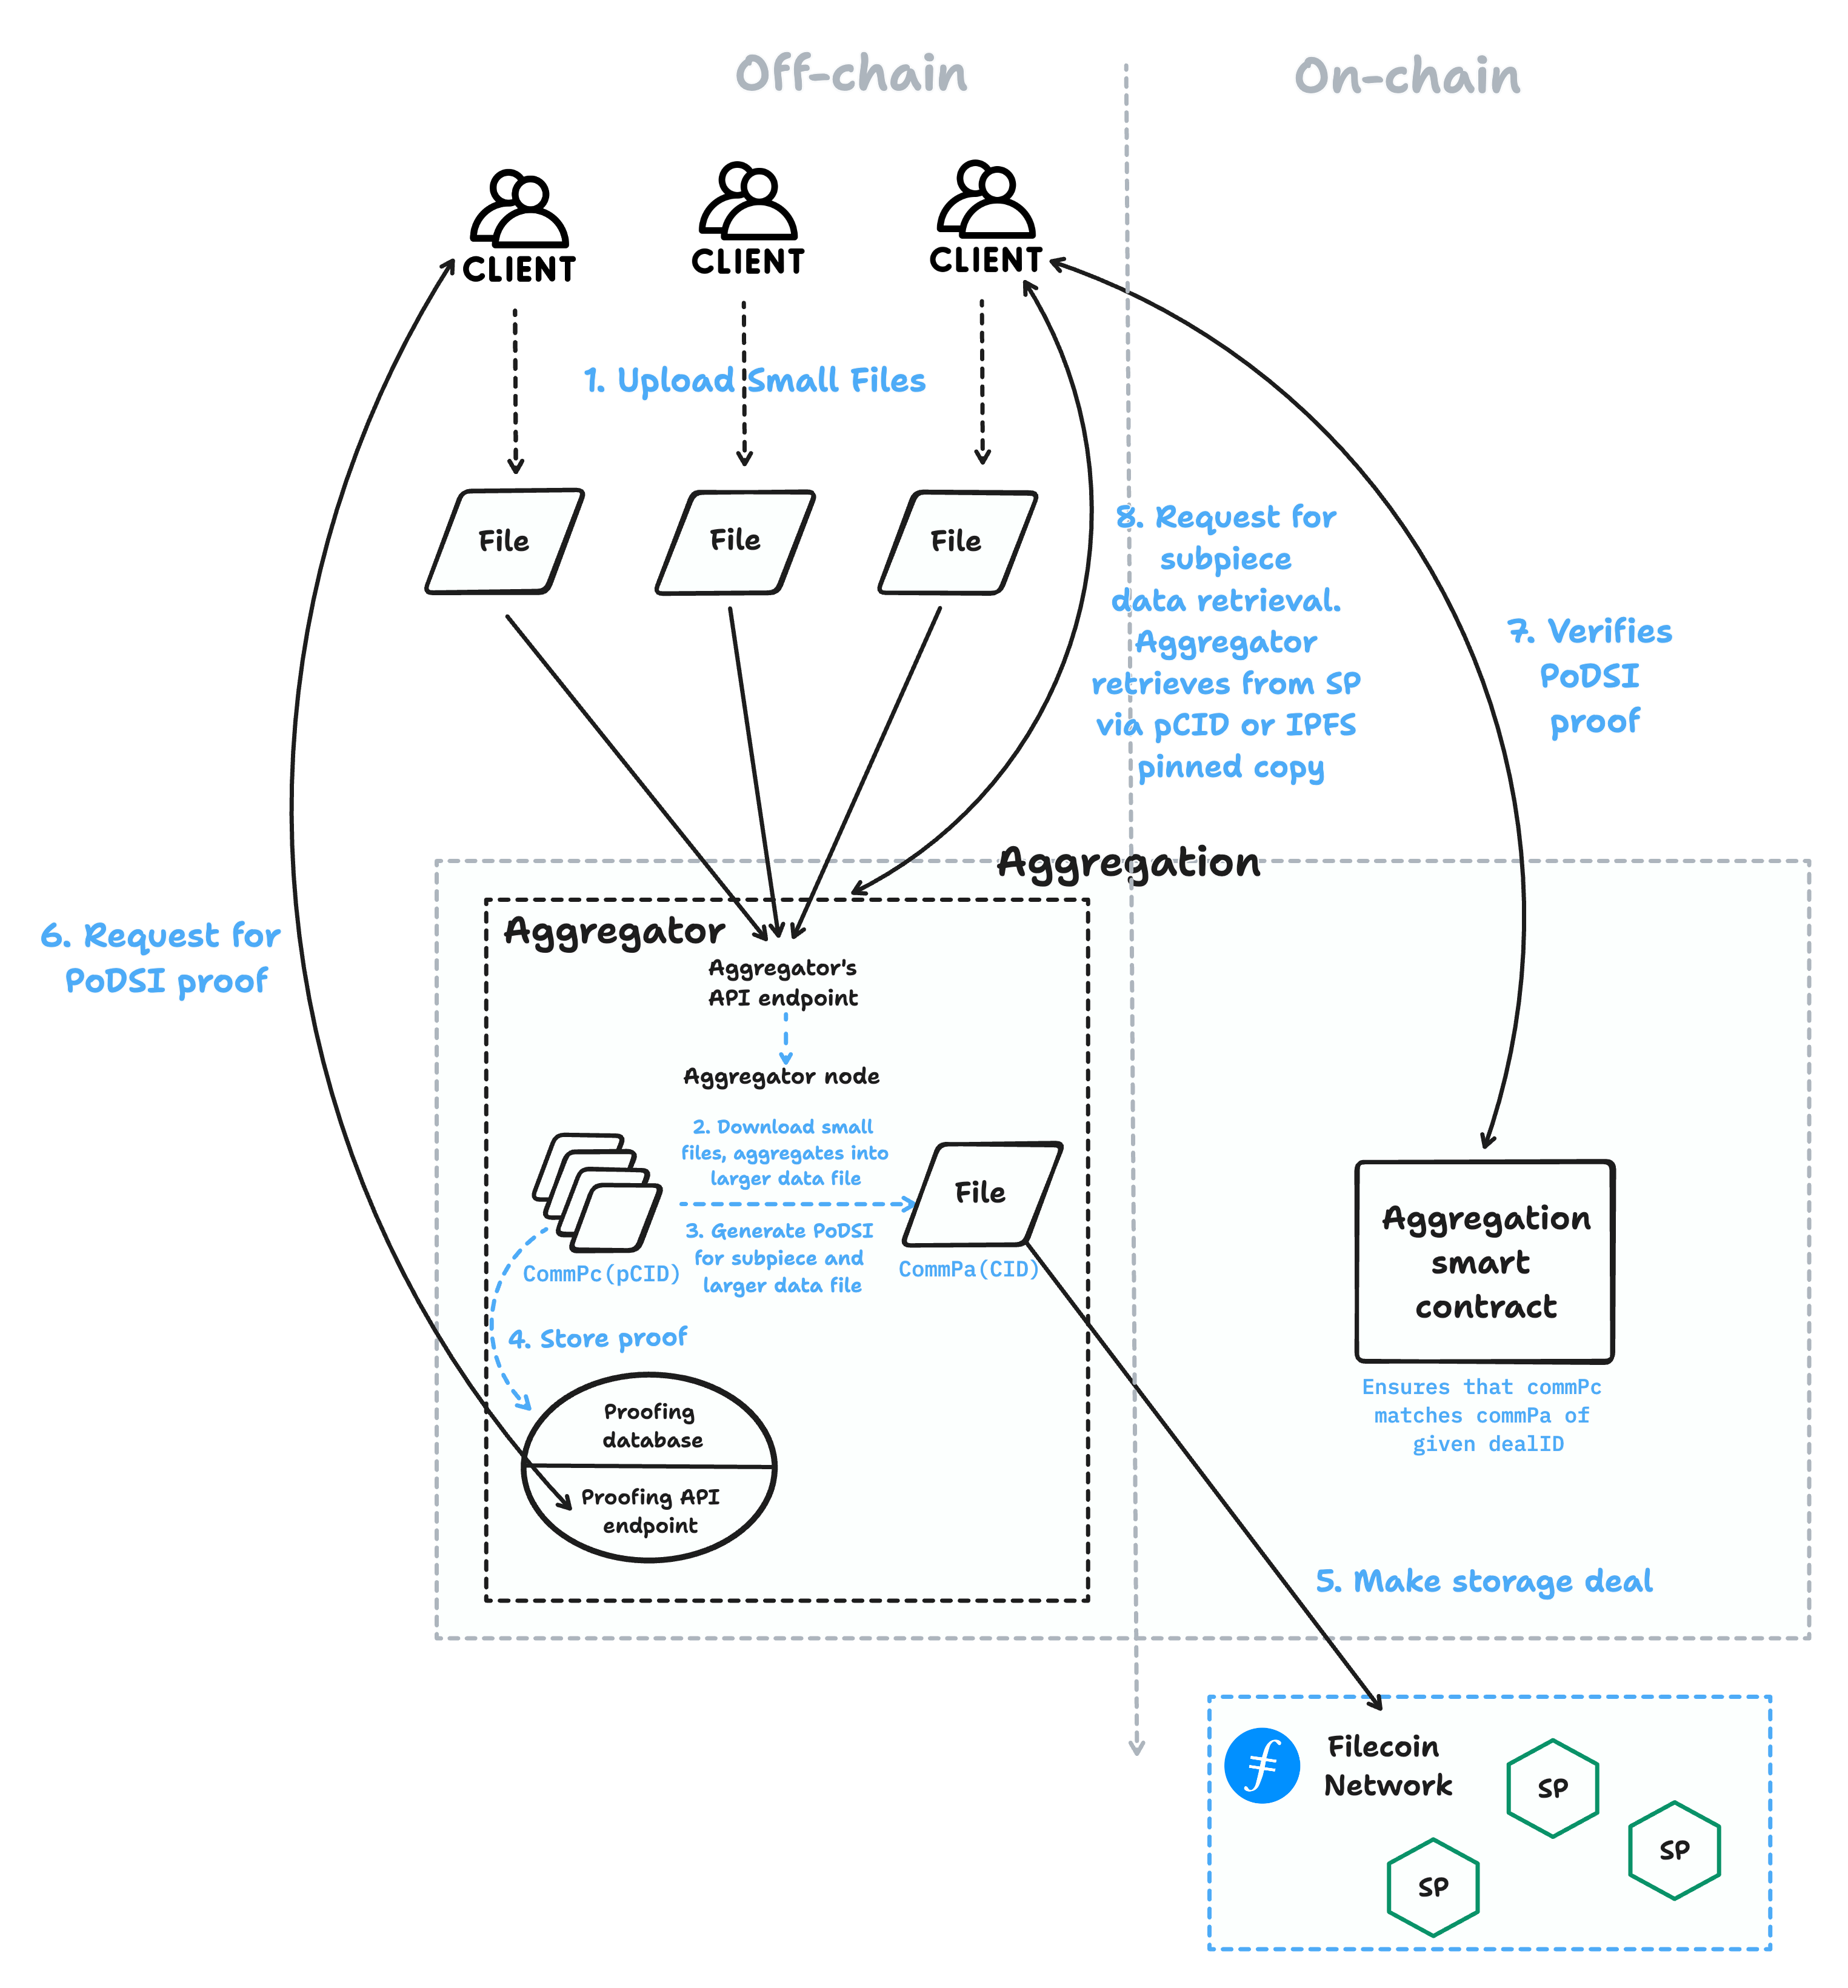 Off-chain
On-chain
CLIENT
CLIENT
CLIENT
1. Upload Small Files
File
File
File
8. Request for
subpiece
data retrieval.
Aggregator
retrieves from SP
via pCID or IPFS
pinned copy
7. Verifies
PoDSI
proof
6. Request for
PoDSI proof
Aggregation
Aggregator
Aggregator's
API endpoint
Aggregator node
2. Download small
files, aggregates into
larger data file
3. Generate PoDSI
for subpiece and
larger data file
CommPc(pCID)
File
CommPa(CID)
4. Store proof
Proofing
database
Proofing API
endpoint
Aggregation
smart
contract
Ensures that commPc
matches commPa of
given dealID
5. Make storage deal
Filecoin
Network
SP
SP
SP